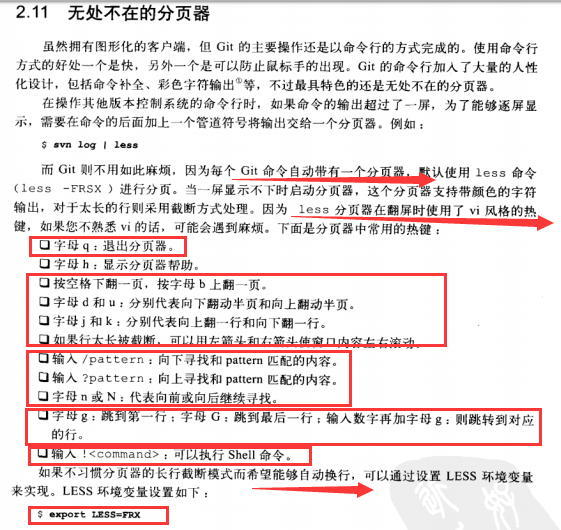 2.11 无处不在的分页器
虽然拥有图形化的客户端，但 Git 的主要操作还是以命令行的方式完成的。使用命令行
方式的好处一个是快，另外一个是可以防止鼠标手的出现。Git 的命令行加入了大量的人性
化设计，包括命令补全、彩色字符输出①等，不过最具特色的还是无处不在的分页器。
在操作其他版本控制系统的命令行时，如果命令的输出超过了一屏，为了能够逐屏显
示，需要在命令的后面加上一个管道符号将输出交给一个分页器。例如：
$ svn log | less
而 Git 则不用如此麻烦，因为每个 Git 命令自动带有一个分页器，默认使用 less 命令
(less -FRSX) 进行分页。当一屏显示不下时启动分页器，这个分页器支持带颜色的字符
输出，对于太长的行则采用截断方式处理。因为 less 分页器在翻屏时使用了 vi 风格的热
键，如果您不熟悉 vi 的话，可能会遇到麻烦。下面是分页器中常用的热键：
❑ 字母 q：退出分页器。
❑ 字母 h：显示分页器帮助。
❑ 按空格下翻一页，按字母 b 上翻一页。
❑ 字母 d 和 u：分别代表向下翻动半页和向上翻动半页。
❑ 字母 j 和 k：分别代表向上翻一行和向下翻一行。
❑ 如果行太长被截断，可以用左箭头和右箭头使窗口内容左右滚动。
❑ 输入 /pattern：向下寻找和 pattern 匹配的内容。
❑ 输入 ?pattern：向上寻找和 pattern 匹配的内容。
❑ 字母 n 或 N：代表向前或向后继续寻找。
❑ 字母 g：跳到第一行；字母 G：跳到最后一行；输入数字再加字母 g：则跳转到对应
的行。
❑ 输入 !<command>：可以执行 Shell 命令。
如果不习惯分页器的长行截断模式而希望能够自动换行，可以通过设置 LESS 环境变量
来实现。LESS 环境变量设置如下：
$ export LESS=FRX